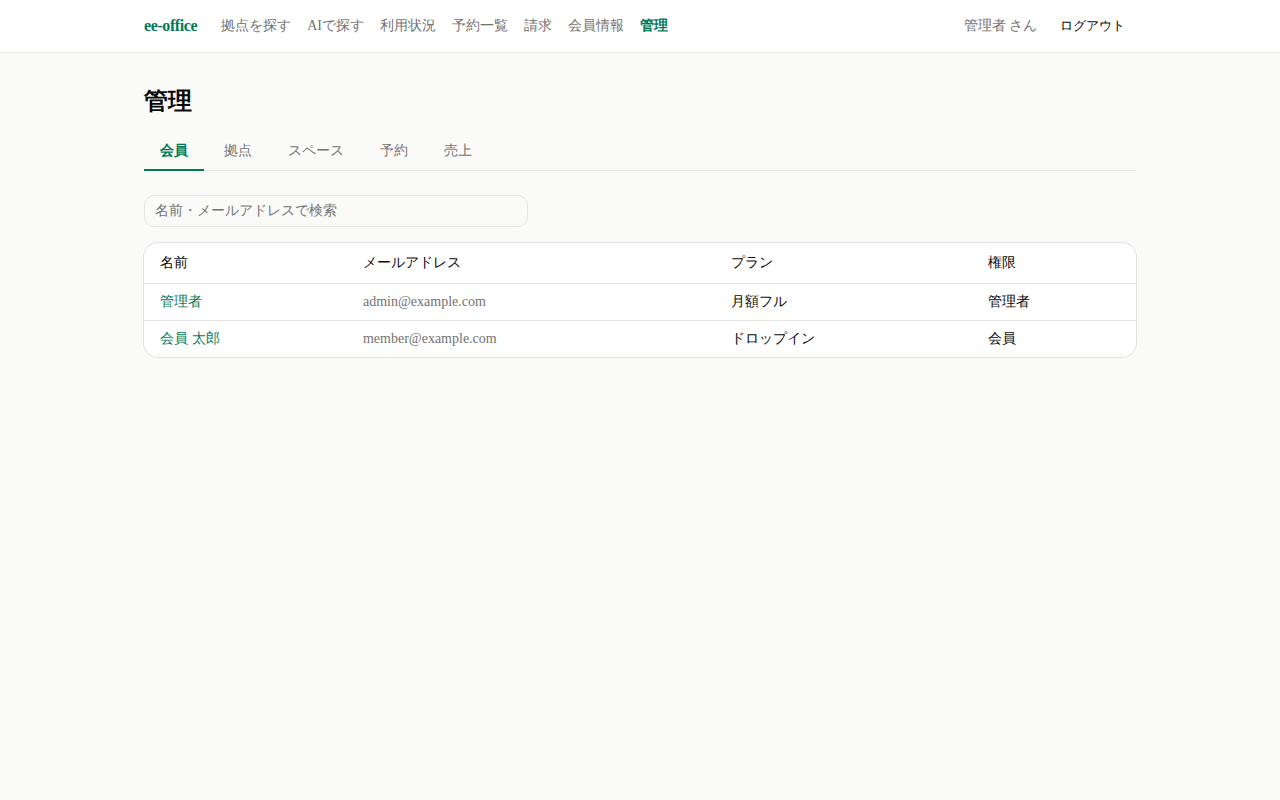 ee-office 拠点を探す AIで探す 利用状況 予約一覧 請求 会員情報 管理 管理者 さん ログアウト
管理
会員 拠点 スペース 予約 売上
名前・メールアドレスで検索
名前 メールアドレス プラン 権限
管理者 admin@example.com 月額フル 管理者
会員 太郎 member@example.com ドロップイン 会員